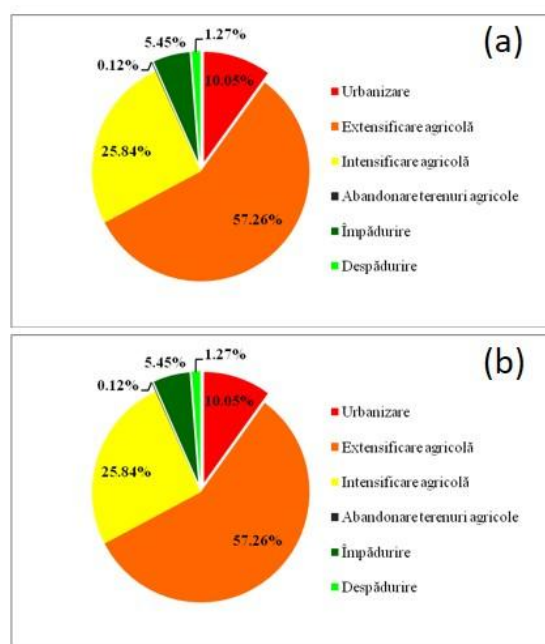 (a)
5.45%
1.27%
0.12%
10.05%
25.84%
57.26%
Urbanizare
Extensificare agricolă
Intensificare agricolă
Abandonare terenuri agricole
Împădurire
Despădurire
(b)
5.45%
1.27%
0.12%
10.05%
25.84%
57.26%
Urbanizare
Extensificare agricolă
Intensificare agricolă
Abandonare terenuri agricole
Împădurire
Despădurire